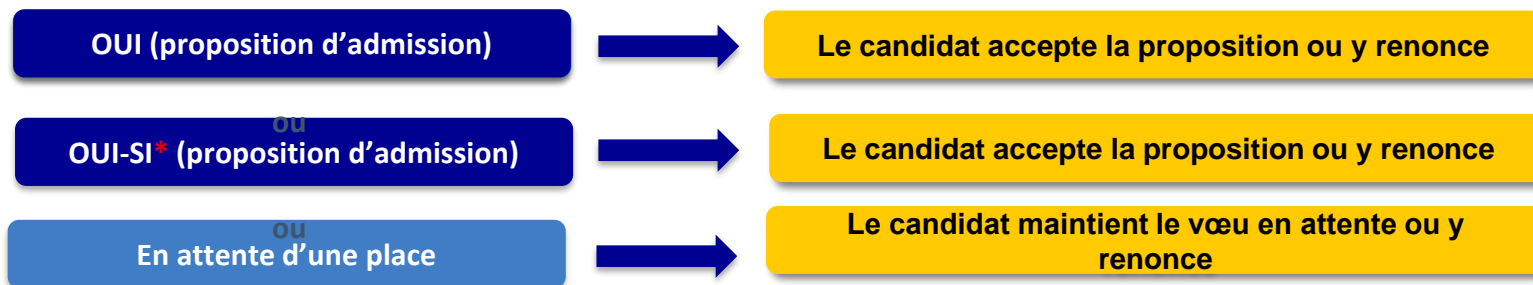 OUI (proposition d’admission)
Le candidat accepte la proposition ou y renonce
ou
OUI-SI* (proposition d’admission)
Le candidat accepte la proposition ou y renonce
ou
En attente d’une place
Le candidat maintient le vœu en attente ou y
renonce